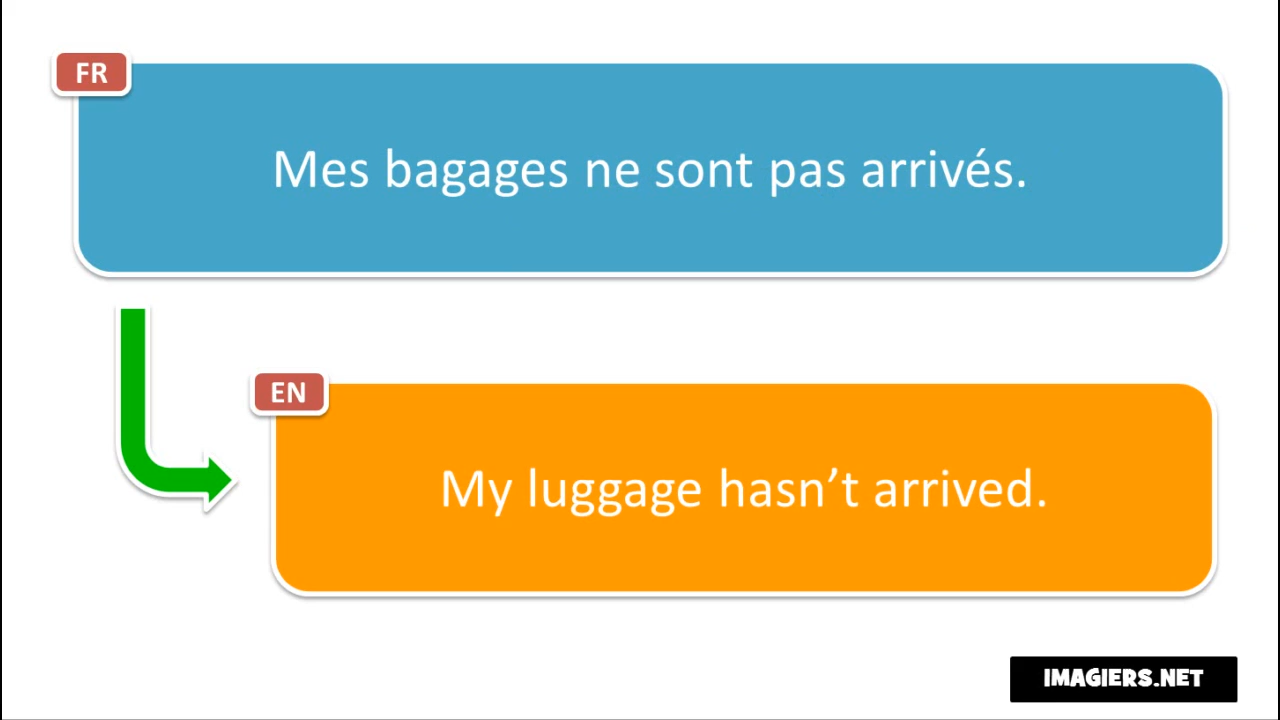 FR
Mes bagages ne sont pas arrivés.
EN
My luggage hasn’t arrived.
IMAGIERS.NET